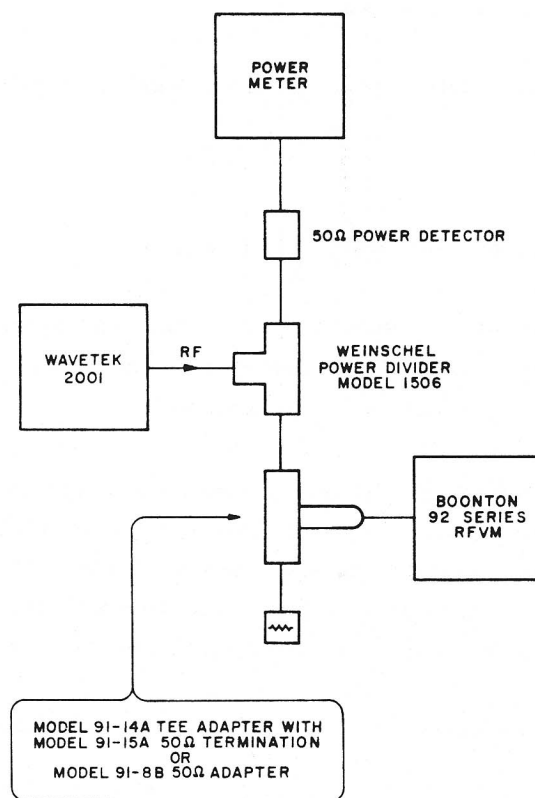 POWER
METER
50Ω POWER DETECTOR
WAVETEK
2001
RF
WEINSCHEL
POWER DIVIDER
MODEL 1506
BOONTON
92 SERIES
RFVM
MODEL 91-14A TEE ADAPTER WITH
MODEL 91-15A 50Ω TERMINATION
OR
MODEL 91-8B 50Ω ADAPTER